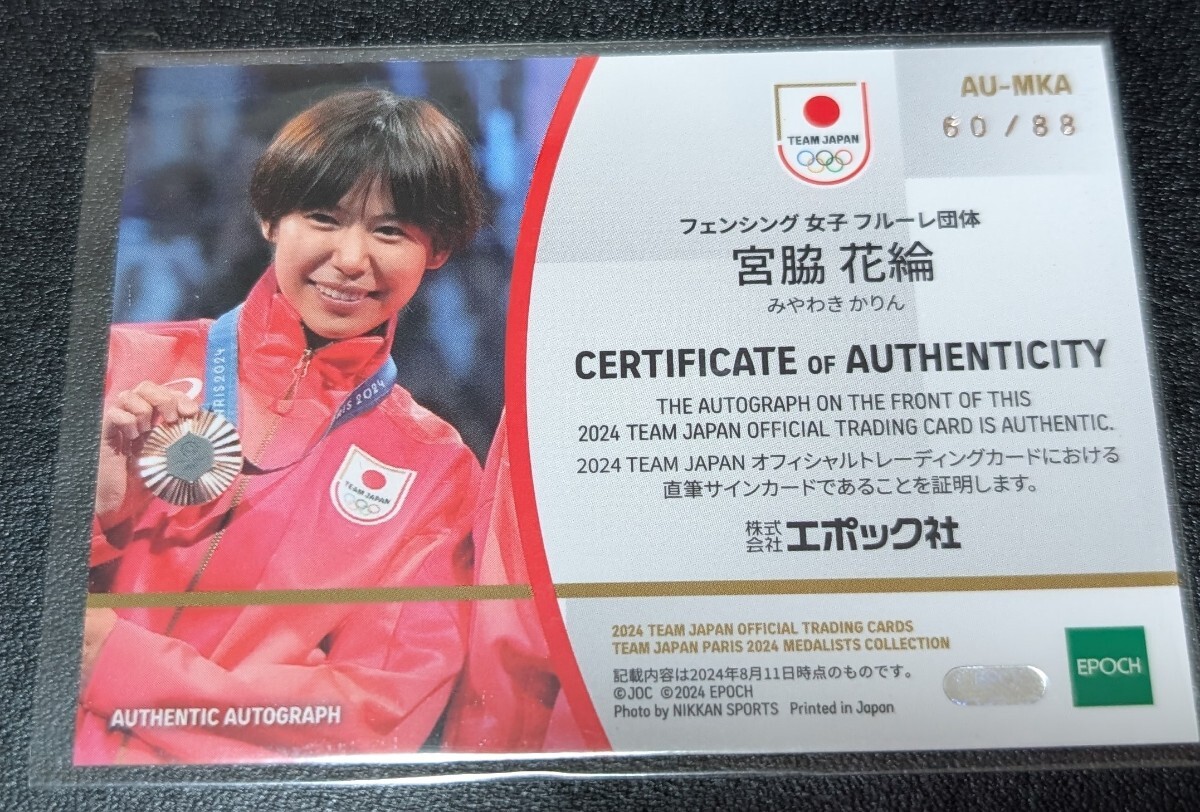 AU-MKA
60/88
TEAM JAPAN
フェンシング 女子 フルーレ団体
宮脇 花綸
みやわき かりん
CERTIFICATE OF AUTHENTICITY
THE AUTOGRAPH ON THE FRONT OF THIS
2024 TEAM JAPAN OFFICIAL TRADING CARD IS AUTHENTIC.
2024 TEAM JAPAN オフィシャルトレーディングカードにおける
直筆サインカードであることを証明します。
株式会社 エポック社
RIS 2024
RIS 2024
TEAM JAPAN
2024 TEAM JAPAN OFFICIAL TRADING CARDS
TEAM JAPAN PARIS 2024 MEDALISTS COLLECTION
記載内容は2024年8月11日時点のものです。
©JOC ©2024 EPOCH
Photo by NIKKAN SPORTS Printed in Japan
EPOCH
AUTHENTIC AUTOGRAPH